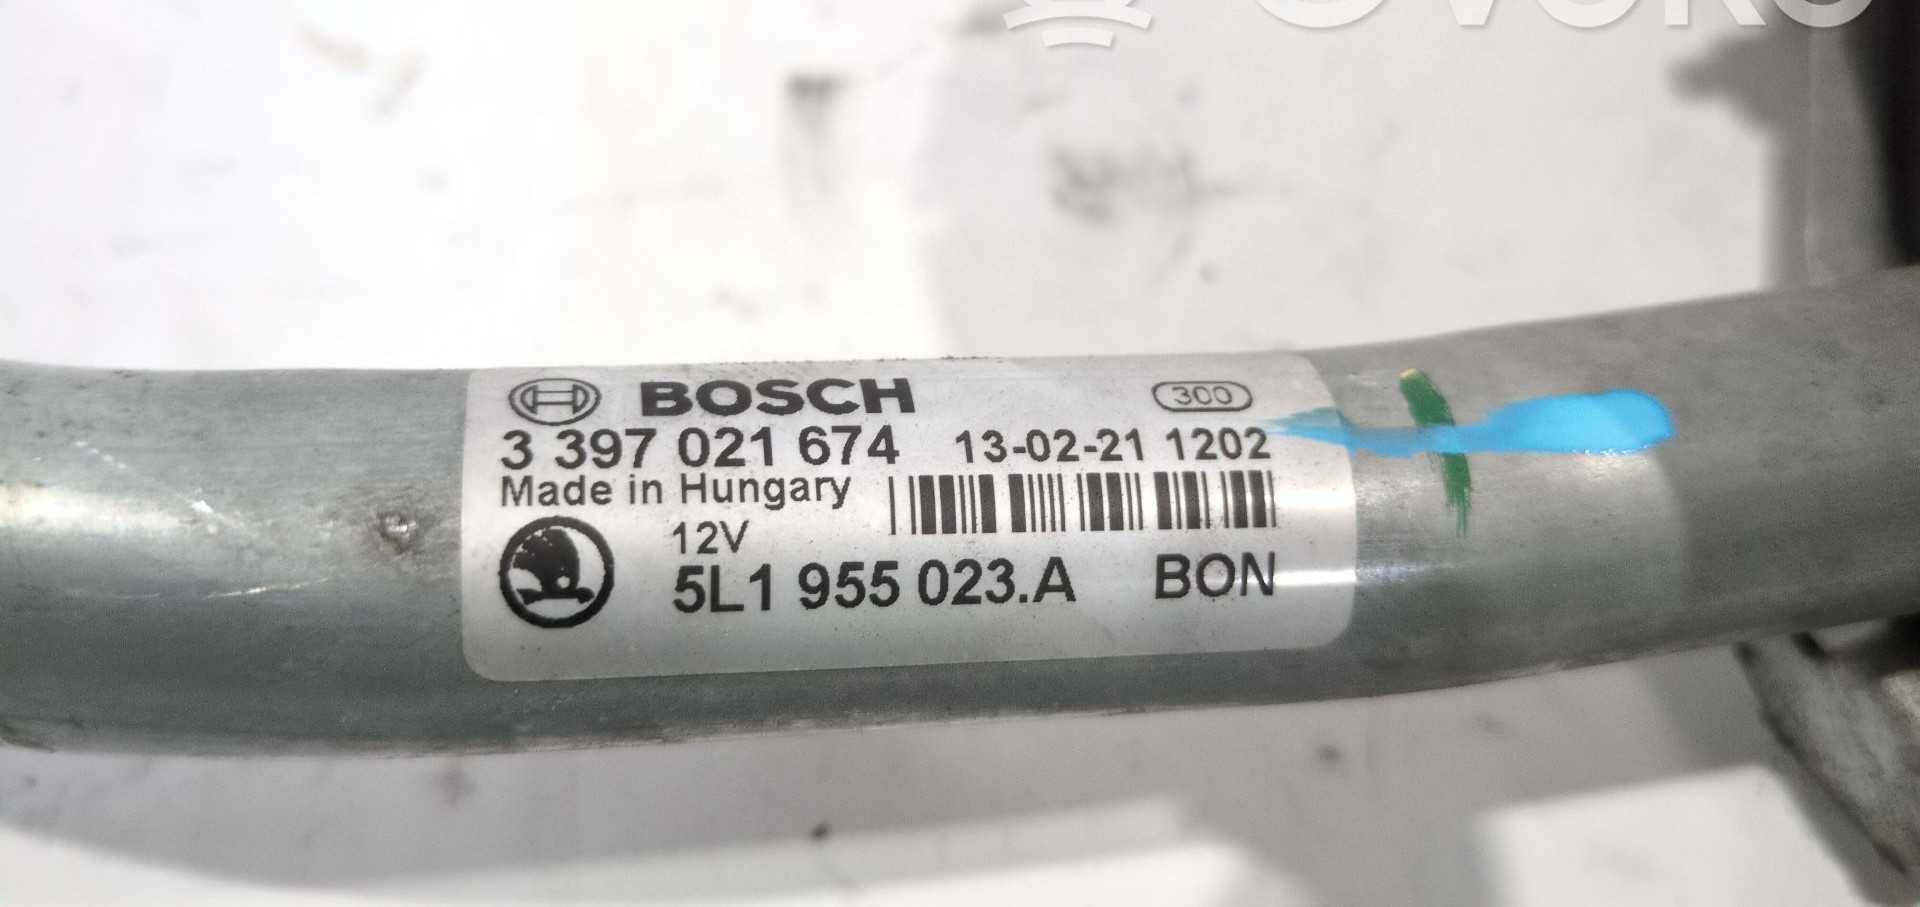 BOSCH 300
3 397 021 674 13-02-21 1202
Made in Hungary
12V
5L1 955 023.A BON